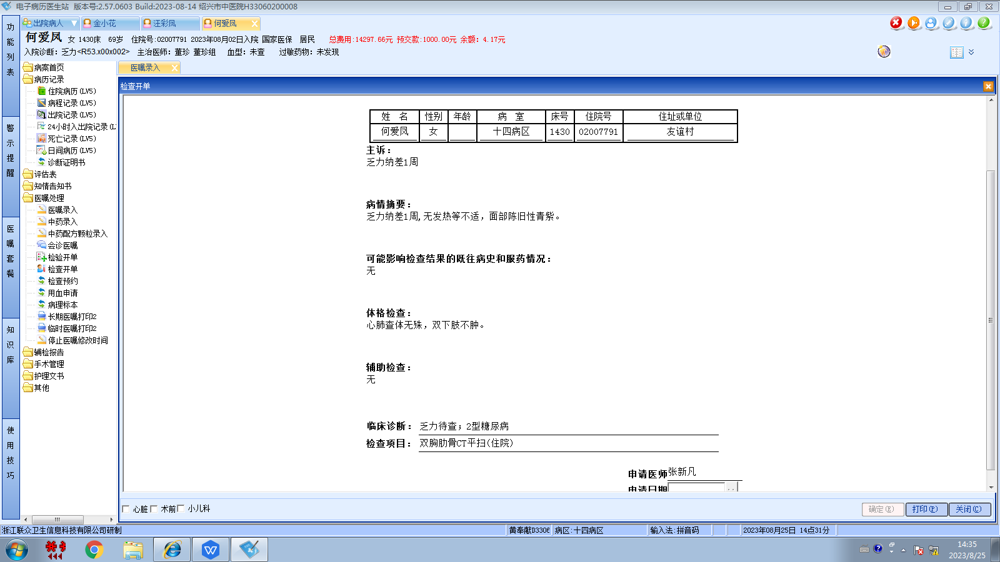 电子病历医生站 版本号:2.57.0603 Build:2023-08-14 绍兴市中医院H33060200008
出院病人
金小花
汪彩凤
何爱凤
何爱凤 女 1430床 69岁 住院号:02007791 2023年08月02日入院 国家医保 居民 总费用:14297.66元 预交款:1000.00元 余额: 4.17元
入院诊断: 乏力<R53.x00x002> 主治医师: 董珍 董珍组 血型: 未查 过敏药物: 未发现
功能列表
警示提醒
医嘱套餐
知识库
使用技巧
病案首页
病历记录
住院病历(LV5)
病程记录(LV5)
出院记录(LV5)
24小时入出院记录(L
死亡记录(LV5)
日间病历(LV5)
诊断证明书
评估表
知情告知书
医嘱处理
医嘱录入
中药录入
中药配方颗粒录入
会诊医嘱
检验开单
检查开单
检查预约
用血申请
病理标本
长期医嘱打印2
临时医嘱打印2
停止医嘱修改时间
辅检报告
手术管理
护理文书
其他
医嘱录入
检查开单
姓 名 性别 年龄 病 室 床号 住院号 住址或单位
何爱凤 女 十四病区 1430 02007791 友谊村
主诉:
乏力纳差1周
病情摘要:
乏力纳差1周,无发热等不适，面部陈旧性青紫。
可能影响检查结果的既往病史和服药情况:
无
体格检查:
心肺查体无殊，双下肢不肿。
辅助检查:
无
临床诊断: 乏力待查；2型糖尿病
检查项目: 双胸肋骨CT平扫(住院)
申请医师 张新凡
申请日期 ..
心脏 术前 小儿科
确定(E) 打印(P) 关闭(C)
浙江联众卫生信息科技有限公司研制 黄奉献D3306 病区:十四病区 输入法:拼音码 2023年08月25日 14点31分
14:35
2023/8/25